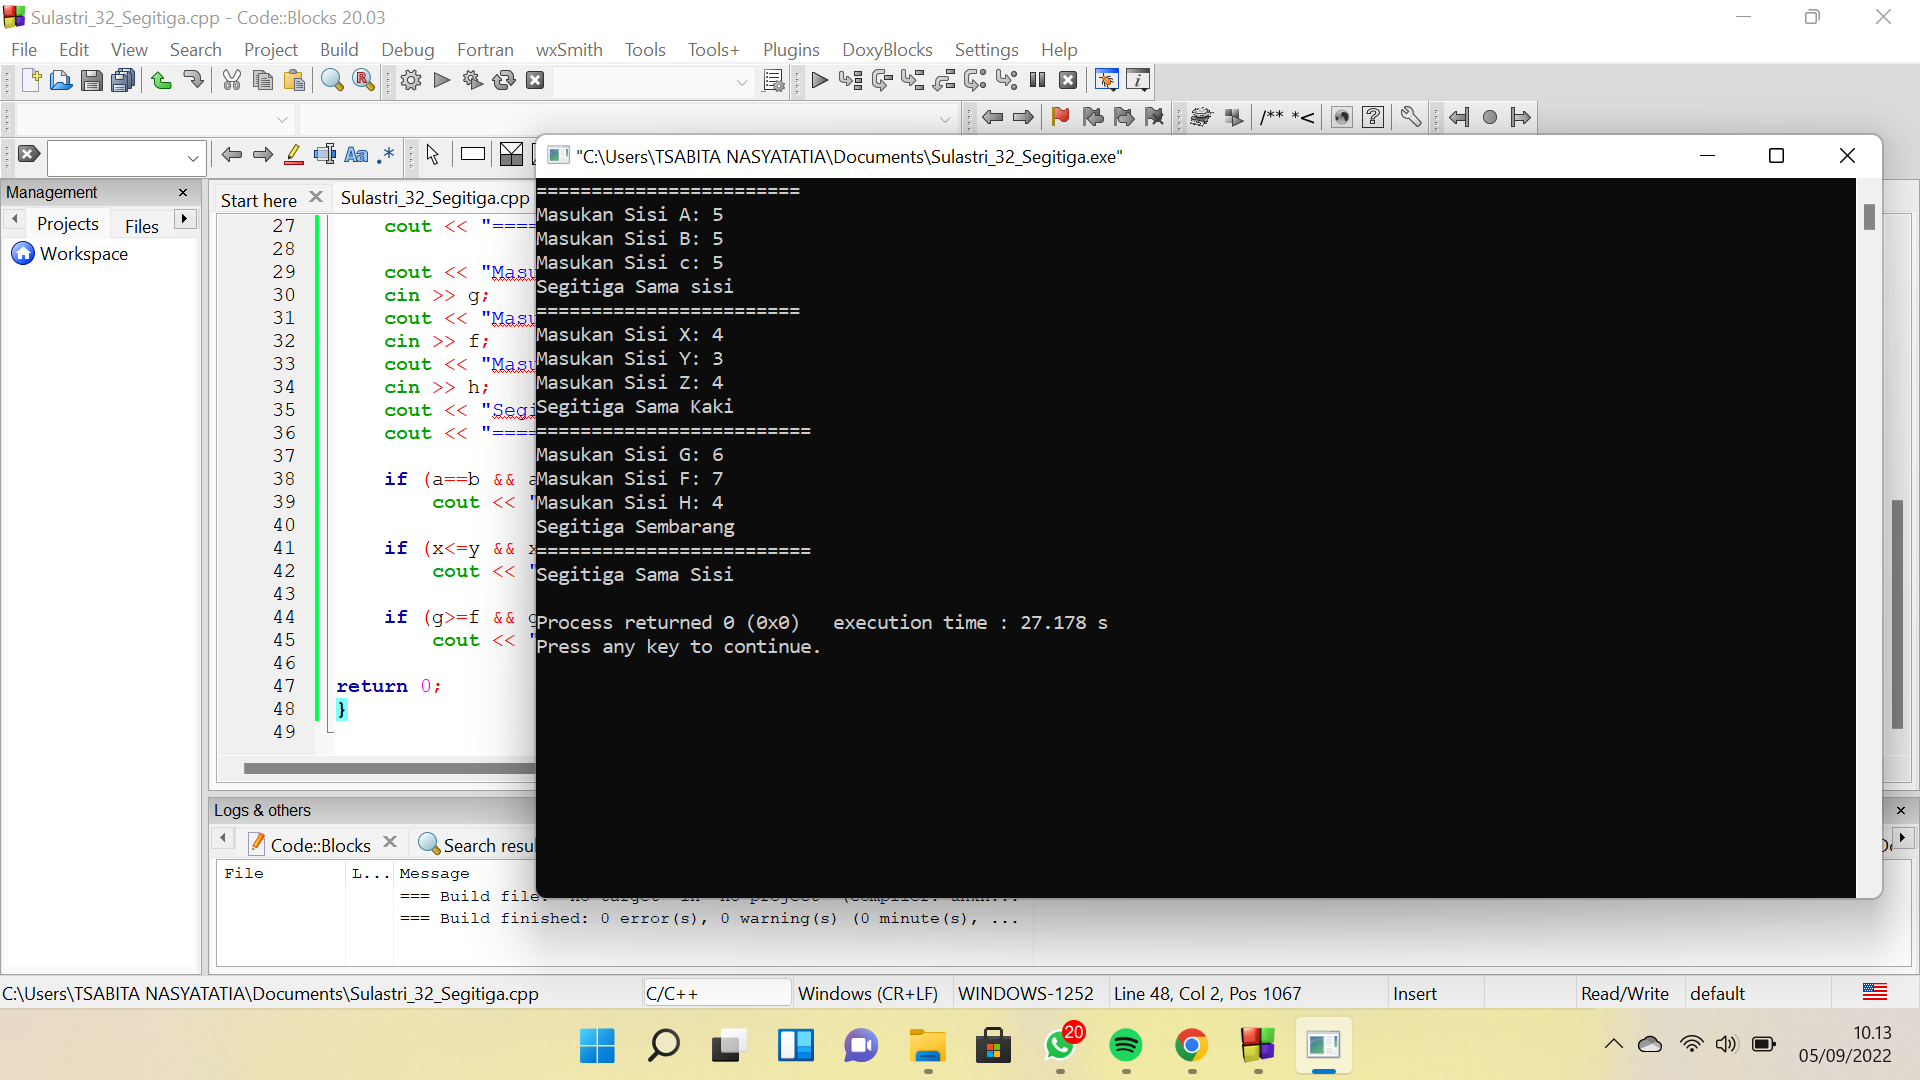 Sulastri_32_Segitiga.cpp - Code::Blocks 20.03
File Edit View Search Project Build Debug Fortran wxSmith Tools Tools+ Plugins DoxyBlocks Settings Help
/** *<
Aa .*
"C:\Users\TSABITA NASYATATIA\Documents\Sulastri_32_Segitiga.exe"
Management
Projects Files
Workspace
Start here Sulastri_32_Segitiga.cpp
27 cout << "====
28
29 cout << "Masu
30 cin >> g;
31 cout << "Masu
32 cin >> f;
33 cout << "Masu
34 cin >> h;
35 cout << "Segi
36 cout << "====
37
38 if (a==b && a
39 cout << "
40
41 if (x<=y && x
42 cout << "
43
44 if (g>=f && g
45 cout << "
46
47 return 0;
48 }
49
========================
Masukan Sisi A: 5
Masukan Sisi B: 5
Masukan Sisi c: 5
Segitiga Sama sisi
========================
Masukan Sisi X: 4
Masukan Sisi Y: 3
Masukan Sisi Z: 4
Segitiga Sama Kaki
=========================
Masukan Sisi G: 6
Masukan Sisi F: 7
Masukan Sisi H: 4
Segitiga Sembarang
=========================
Segitiga Sama Sisi
Process returned 0 (0x0) execution time : 27.178 s
Press any key to continue.
Logs & others
Code::Blocks Search resu
File L... Message
=== Build file:
=== Build finished: 0 error(s), 0 warning(s) (0 minute(s), ...
C:\Users\TSABITA NASYATATIA\Documents\Sulastri_32_Segitiga.cpp C/C++ Windows (CR+LF) WINDOWS-1252 Line 48, Col 2, Pos 1067 Insert Read/Write default
20
10.13
05/09/2022